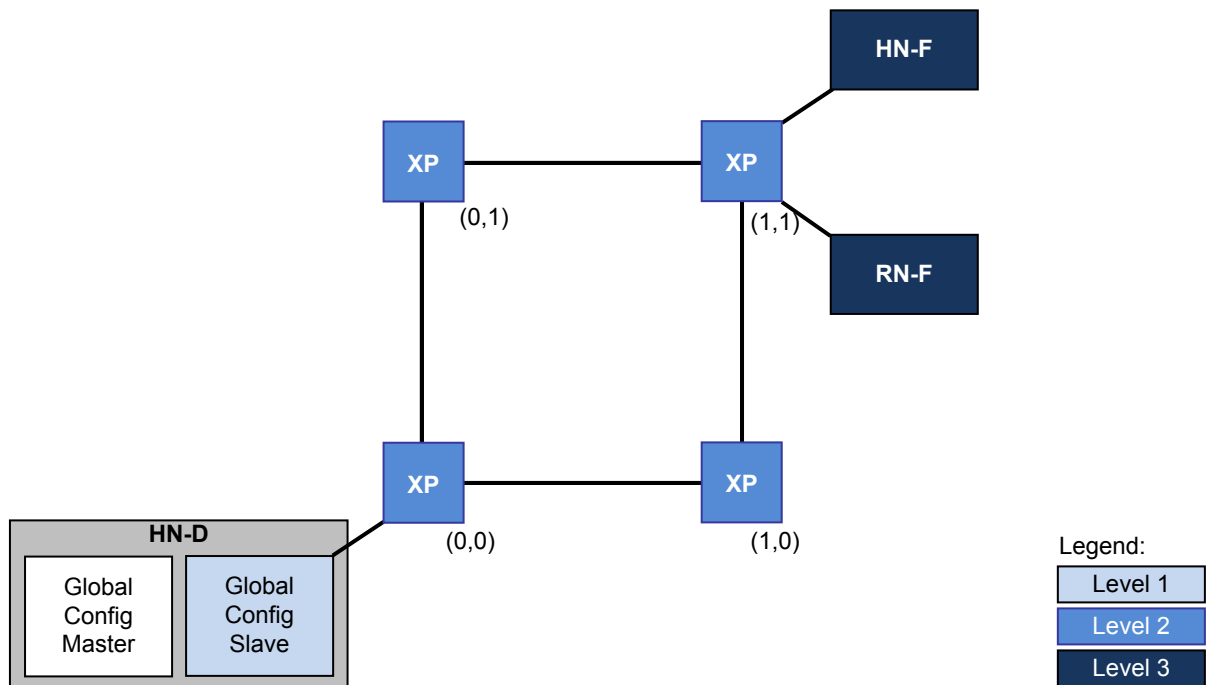 HN-F
XP
XP
(0,1)
(1,1)
RN-F
XP
XP
HN-D
(0,0)
(1,0)
Global
Config
Master
Global
Config
Slave
Legend:
Level 1
Level 2
Level 3